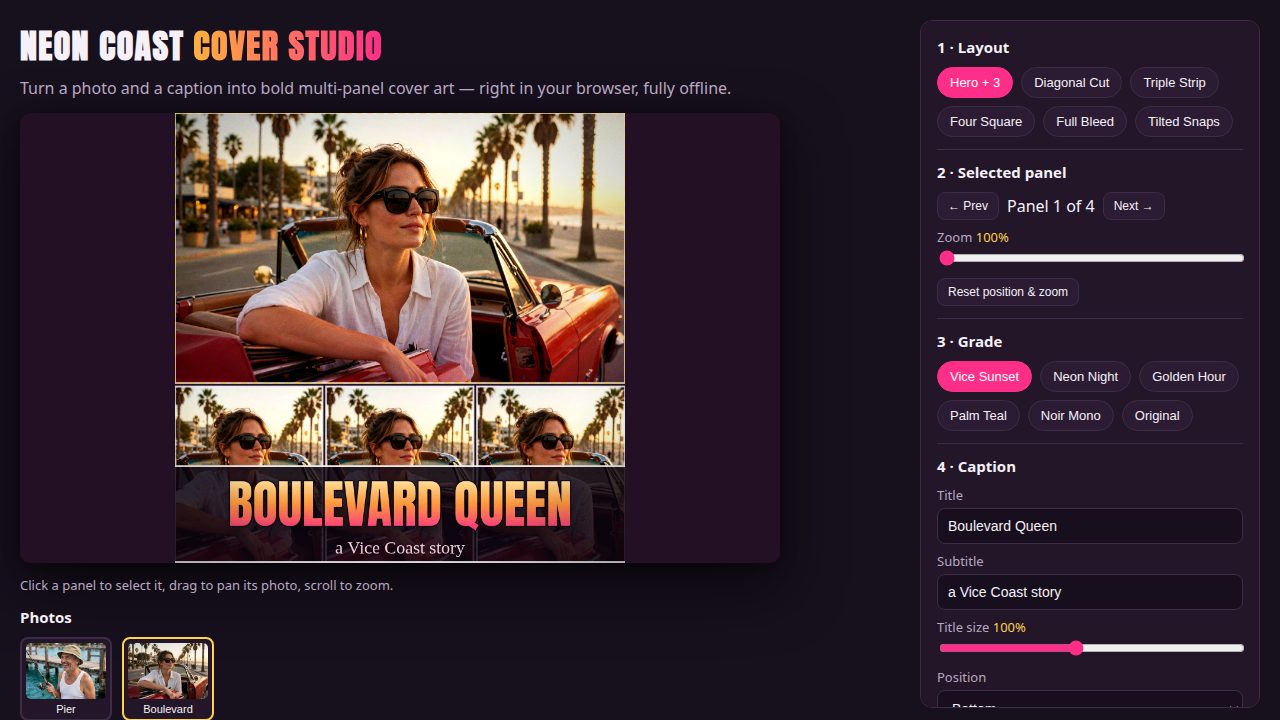 NEON COAST COVER STUDIO
Turn a photo and a caption into bold multi-panel cover art — right in your browser, fully offline.
BOULEVARD QUEEN
a Vice Coast story
Click a panel to select it, drag to pan its photo, scroll to zoom.
Photos
Pier
Boulevard
1 · Layout
Hero + 3
Diagonal Cut
Triple Strip
Four Square
Full Bleed
Tilted Snaps
2 · Selected panel
← Prev
Panel 1 of 4
Next →
Zoom 100%
Reset position & zoom
3 · Grade
Vice Sunset
Neon Night
Golden Hour
Palm Teal
Noir Mono
Original
4 · Caption
Title
Boulevard Queen
Subtitle
a Vice Coast story
Title size 100%
Position
Bottom